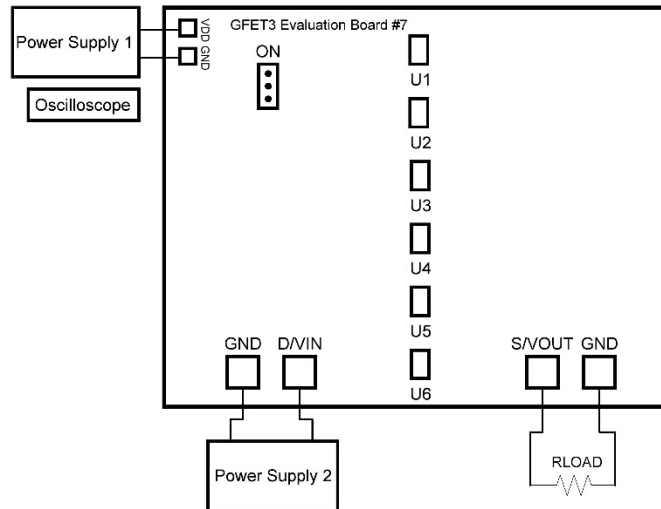 Power Supply 1
VDD
GND
GFET3 Evaluation Board #7
ON
Oscilloscope
U1
U2
U3
U4
U5
U6
GND D/VIN
S/VOUT GND
Power Supply 2
RLOAD